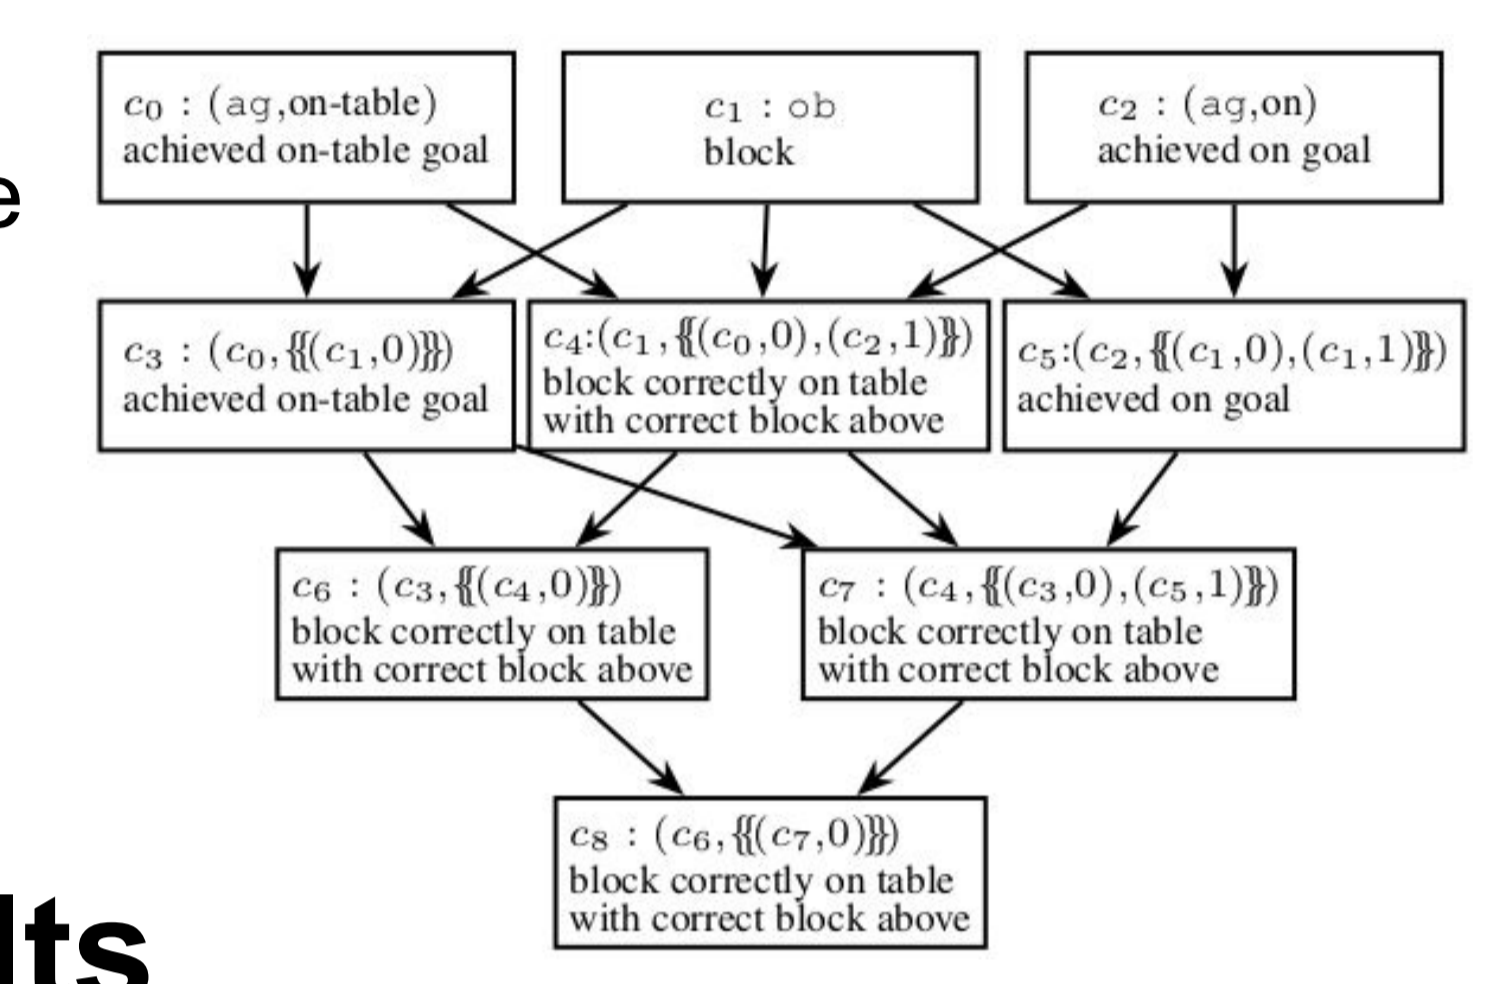 e
c₀ : (ag,on-table)
achieved on-table goal
c₁ : ob
block
c₂ : (ag,on)
achieved on goal
c₃ : (c₀,{{(c₁,0)}})
achieved on-table goal
c₄:(c₁,{{(c₀,0),(c₂,1)}})
block correctly on table
with correct block above
c₅:(c₂,{{(c₁,0),(c₁,1)}})
achieved on goal
c₆ : (c₃,{{(c₄,0)}})
block correctly on table
with correct block above
c₇ : (c₄,{{(c₃,0),(c₅,1)}})
block correctly on table
with correct block above
c₈ : (c₆,{{(c₇,0)}})
block correctly on table
with correct block above
lts